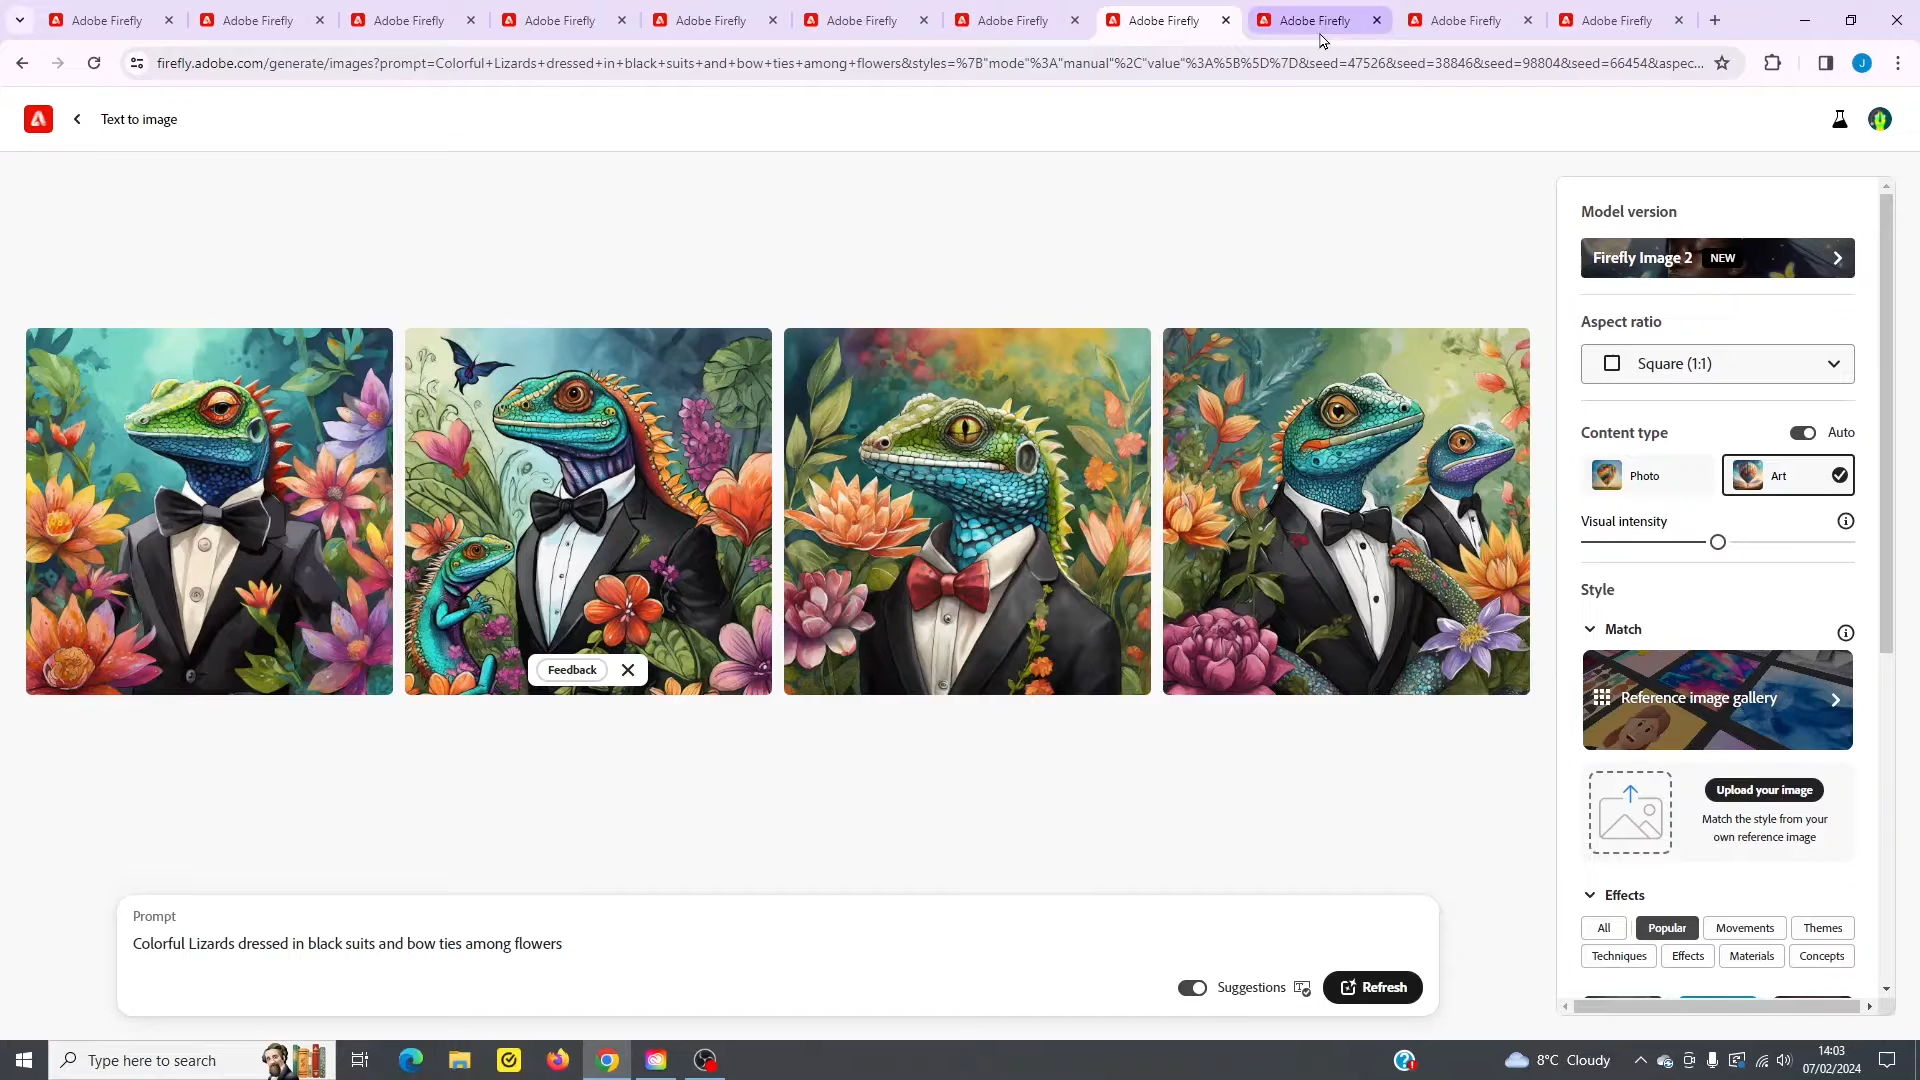 Adobe Firefly
Adobe Firefly
Adobe Firefly
Adobe Firefly
Adobe Firefly
Adobe Firefly
Adobe Firefly
Adobe Firefly
Adobe Firefly
Adobe Firefly
Adobe Firefly
firefly.adobe.com/generate/images?prompt=Colorful+Lizards+dressed+in+black+suits+and+bow+ties+among+flowers&styles=%7B"mode"%3A"manual"%2C"value"%3A%5B%5D%7D&seed=47526&seed=38846&seed=98804&seed=66454&aspec...
J
Text to image
Model version
Firefly Image 2 NEW
Aspect ratio
Square (1:1)
Content type
Auto
Photo
Art
Visual intensity
Style
Match
Reference image gallery
Upload your image
Match the style from your
own reference image
Effects
All
Popular
Movements
Themes
Techniques
Effects
Materials
Concepts
Feedback
Prompt
Colorful Lizards dressed in black suits and bow ties among flowers
Suggestions
Refresh
Type here to search
8°C Cloudy
14:03
07/02/2024